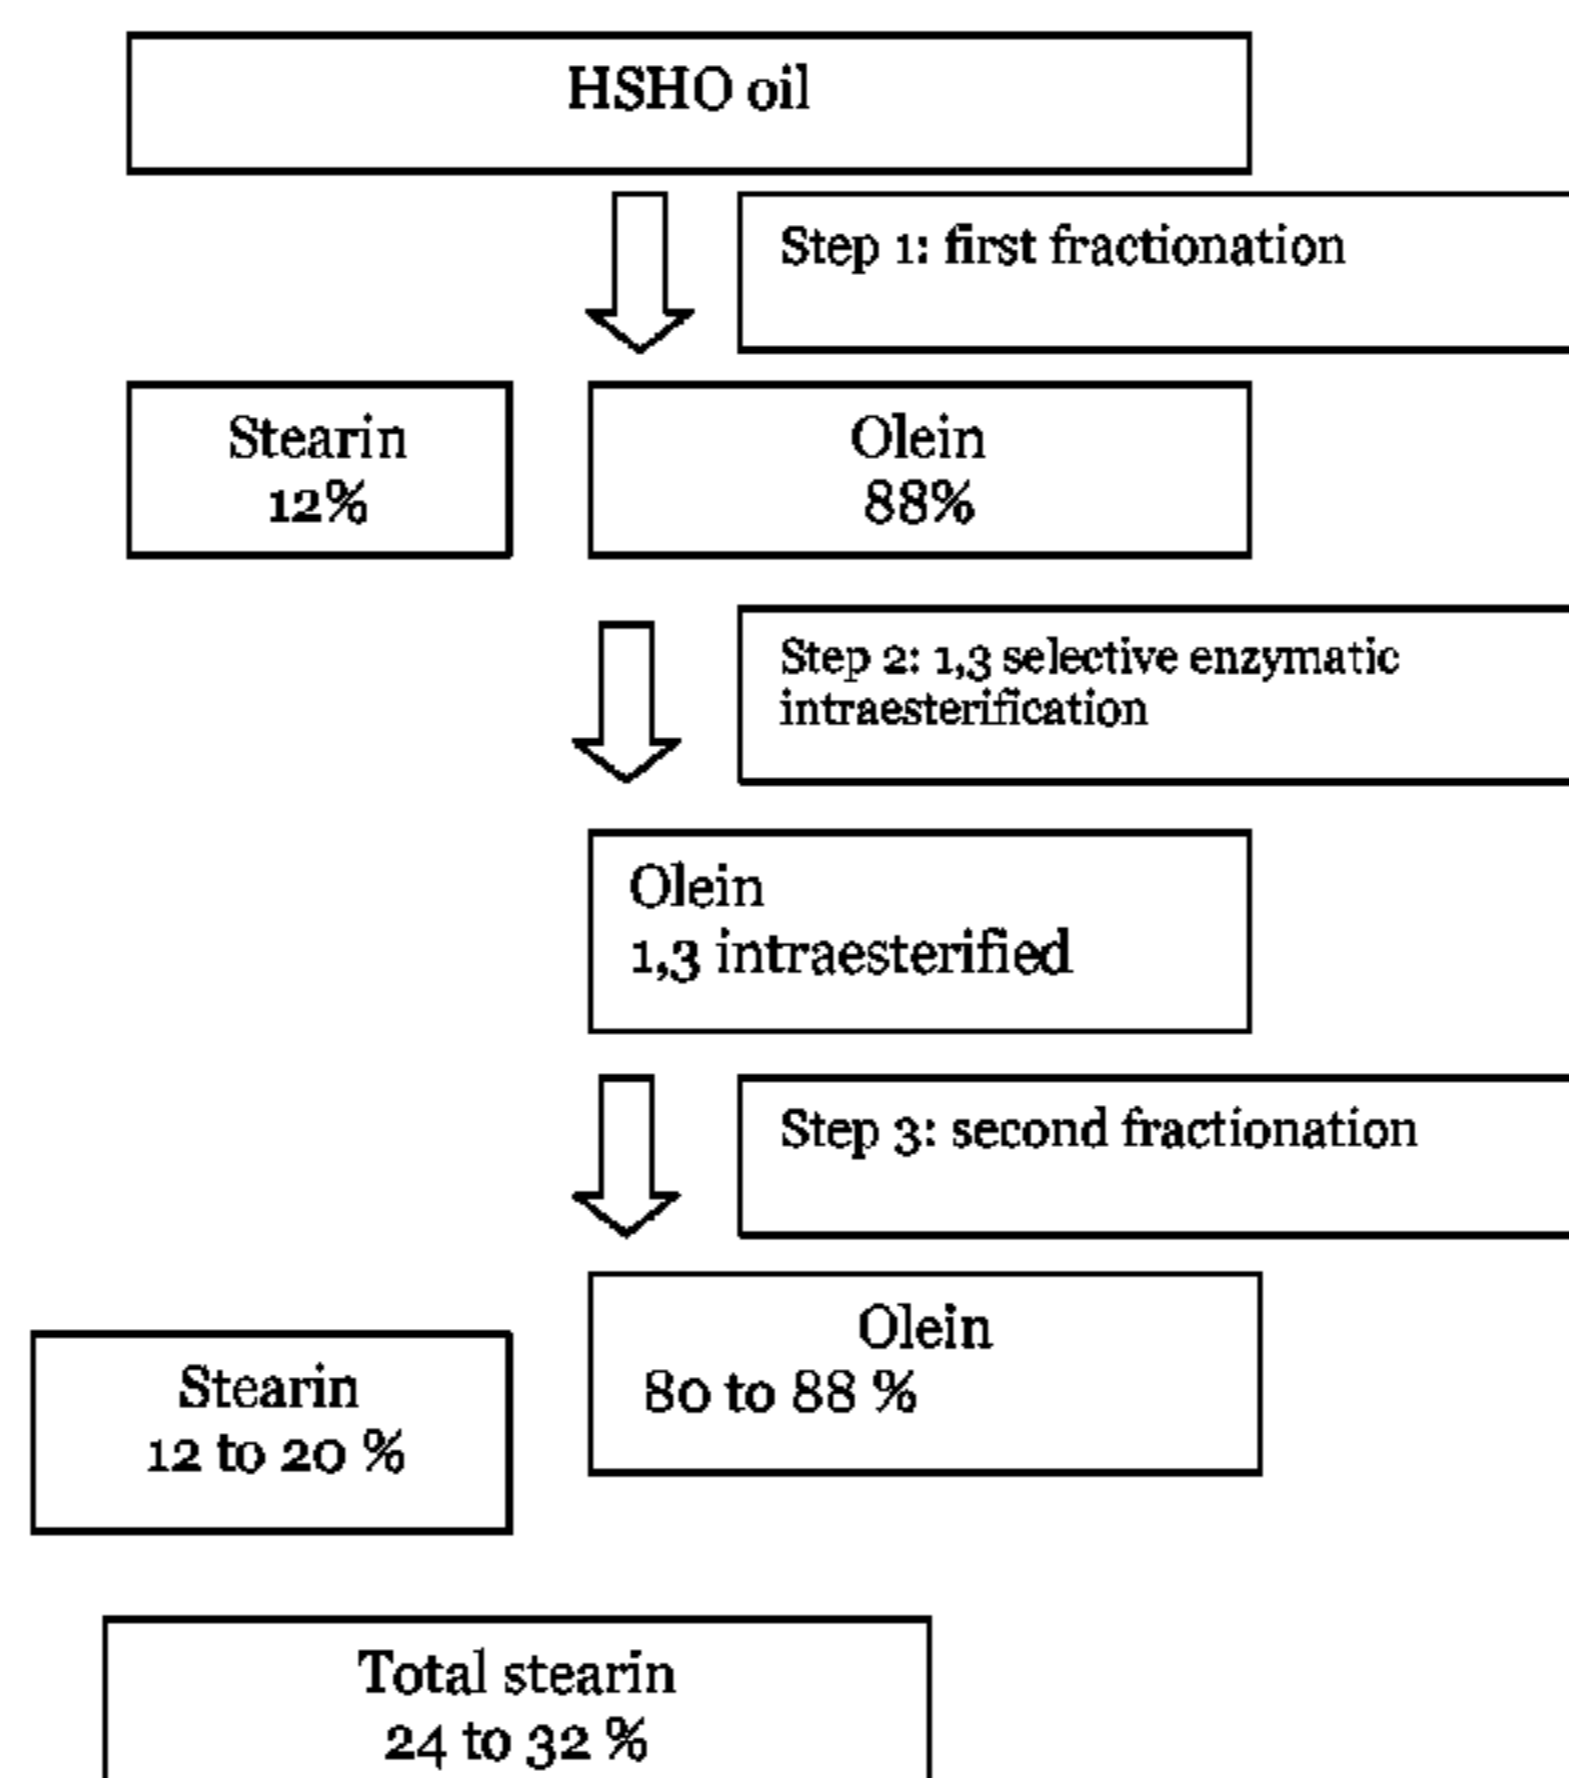 HSHO oil
Step 1: first fractionation
Stearin
12%
Olein
88%
Step 2: 1,3 selective enzymatic
intraesterification
Olein
1,3 intraesterified
Step 3: second fractionation
Olein
80 to 88 %
Stearin
12 to 20 %
Total stearin
24 to 32 %